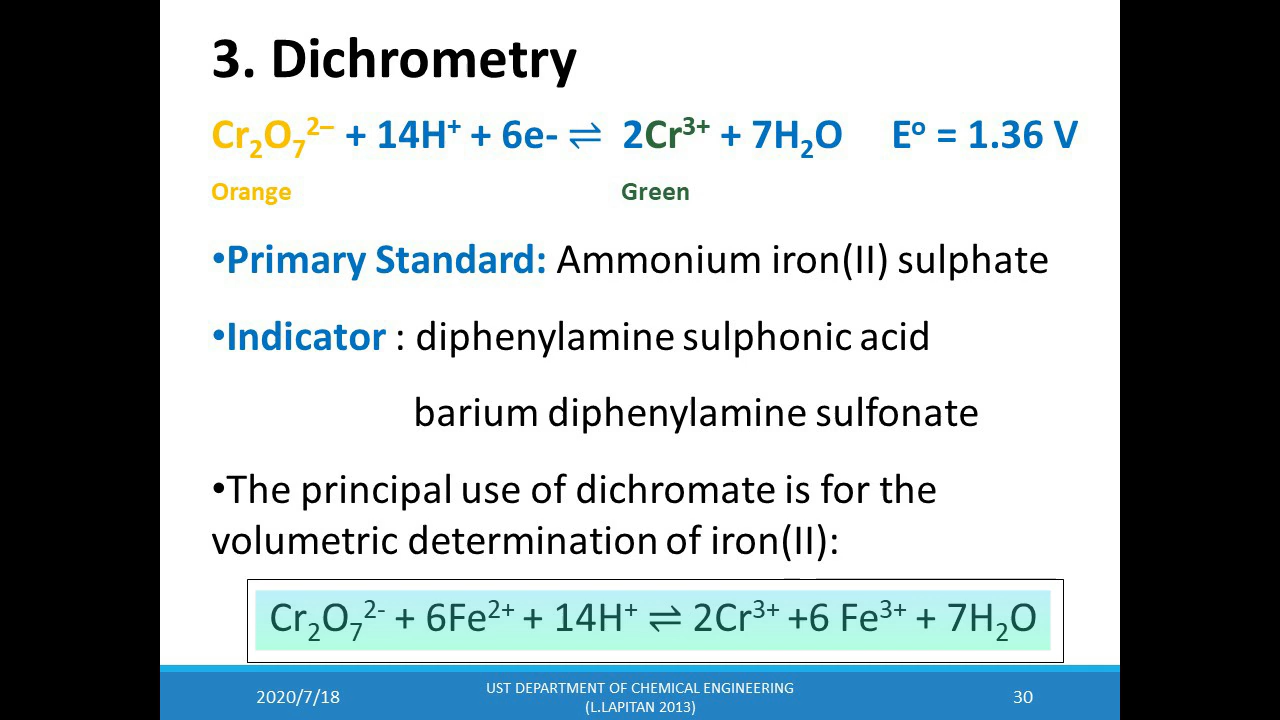 3. Dichrometry
Cr₂O₇²⁻ + 14H⁺ + 6e- ⇌ 2Cr³⁺ + 7H₂O E° = 1.36 V
Orange Green
•Primary Standard: Ammonium iron(II) sulphate
•Indicator : diphenylamine sulphonic acid
barium diphenylamine sulfonate
•The principal use of dichromate is for the
volumetric determination of iron(II):
Cr₂O₇²⁻ + 6Fe²⁺ + 14H⁺ ⇌ 2Cr³⁺ +6 Fe³⁺ + 7H₂O
2020/7/18
UST DEPARTMENT OF CHEMICAL ENGINEERING
(L.LAPITAN 2013)
30